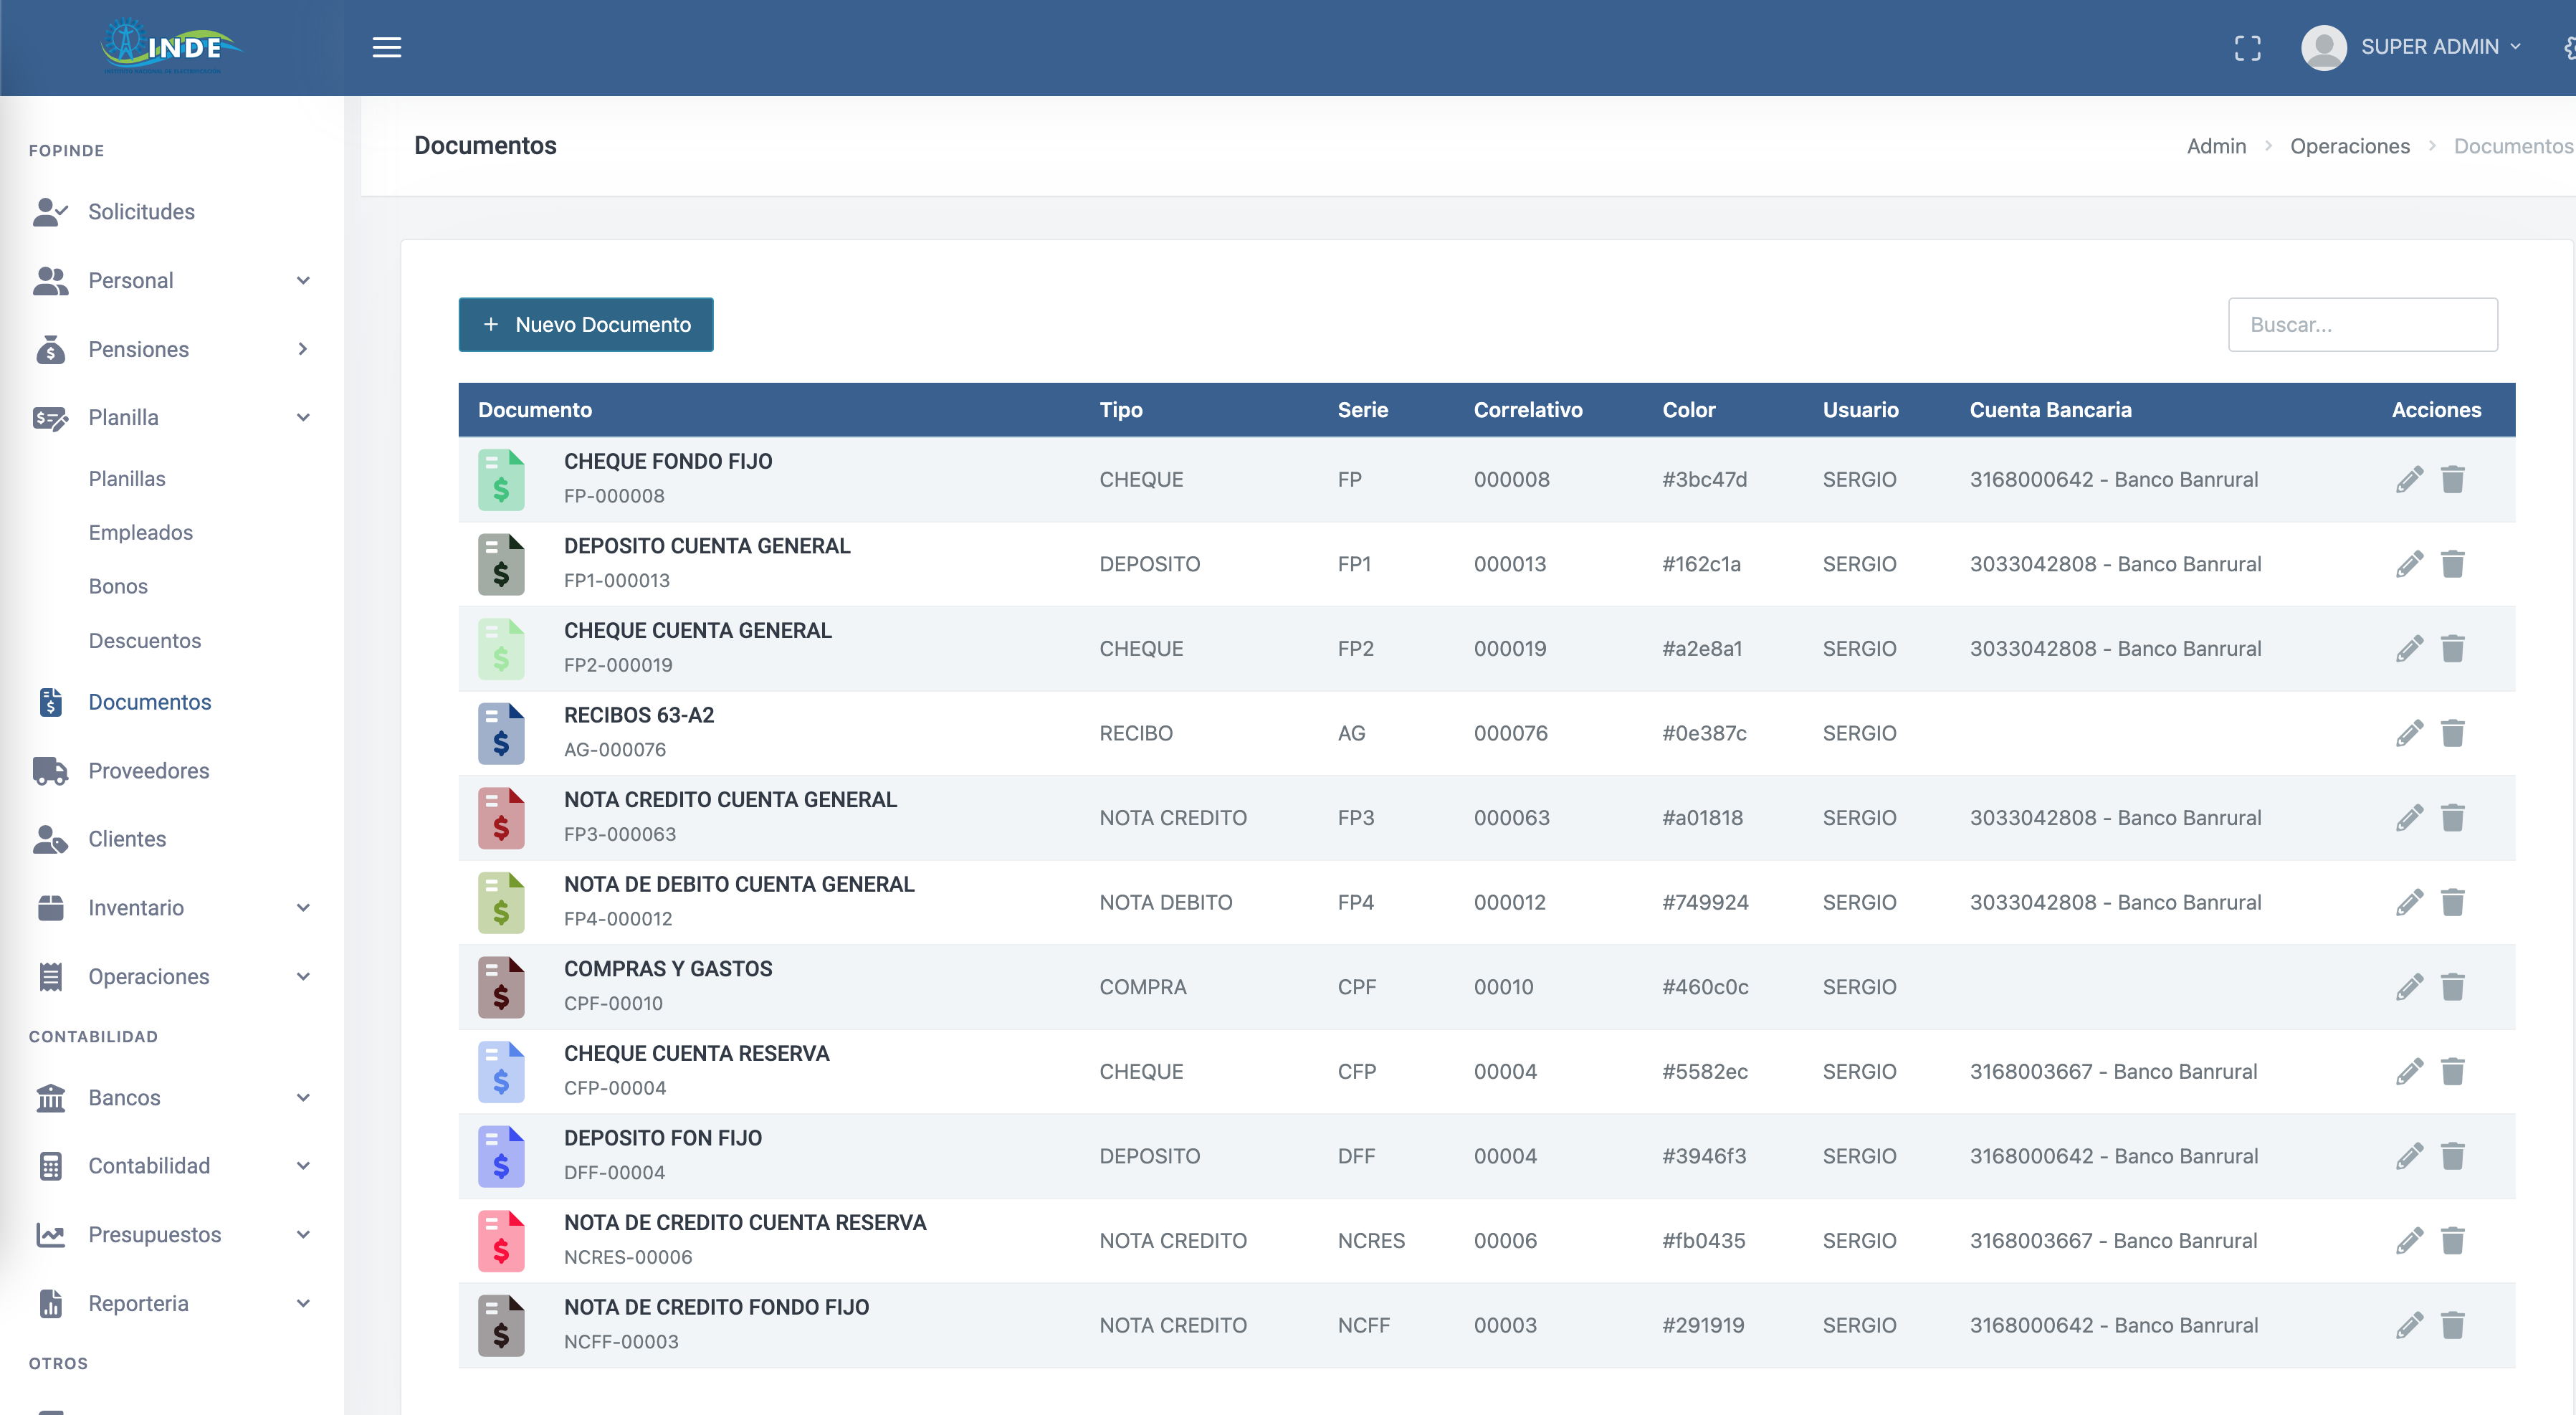 INDE
SUPER ADMIN
FOPINDE
Solicitudes
Personal
Pensiones
Planilla
Planillas
Empleados
Bonos
Descuentos
Documentos
Proveedores
Clientes
Inventario
Operaciones
CONTABILIDAD
Bancos
Contabilidad
Presupuestos
Reporteria
OTROS
Documentos
Admin > Operaciones > Documentos
+ Nuevo Documento
Buscar...
Documento Tipo Serie Correlativo Color Usuario Cuenta Bancaria Acciones
CHEQUE FONDO FIJO
FP-000008
CHEQUE FP 000008 #3bc47d SERGIO 3168000642 - Banco Banrural
DEPOSITO CUENTA GENERAL
FP1-000013
DEPOSITO FP1 000013 #162c1a SERGIO 3033042808 - Banco Banrural
CHEQUE CUENTA GENERAL
FP2-000019
CHEQUE FP2 000019 #a2e8a1 SERGIO 3033042808 - Banco Banrural
RECIBOS 63-A2
AG-000076
RECIBO AG 000076 #0e387c SERGIO
NOTA CREDITO CUENTA GENERAL
FP3-000063
NOTA CREDITO FP3 000063 #a01818 SERGIO 3033042808 - Banco Banrural
NOTA DE DEBITO CUENTA GENERAL
FP4-000012
NOTA DEBITO FP4 000012 #749924 SERGIO 3033042808 - Banco Banrural
COMPRAS Y GASTOS
CPF-00010
COMPRA CPF 00010 #460c0c SERGIO
CHEQUE CUENTA RESERVA
CFP-00004
CHEQUE CFP 00004 #5582ec SERGIO 3168003667 - Banco Banrural
DEPOSITO FON FIJO
DFF-00004
DEPOSITO DFF 00004 #3946f3 SERGIO 3168000642 - Banco Banrural
NOTA DE CREDITO CUENTA RESERVA
NCRES-00006
NOTA CREDITO NCRES 00006 #fb0435 SERGIO 3168003667 - Banco Banrural
NOTA DE CREDITO FONDO FIJO
NCFF-00003
NOTA CREDITO NCFF 00003 #291919 SERGIO 3168000642 - Banco Banrural